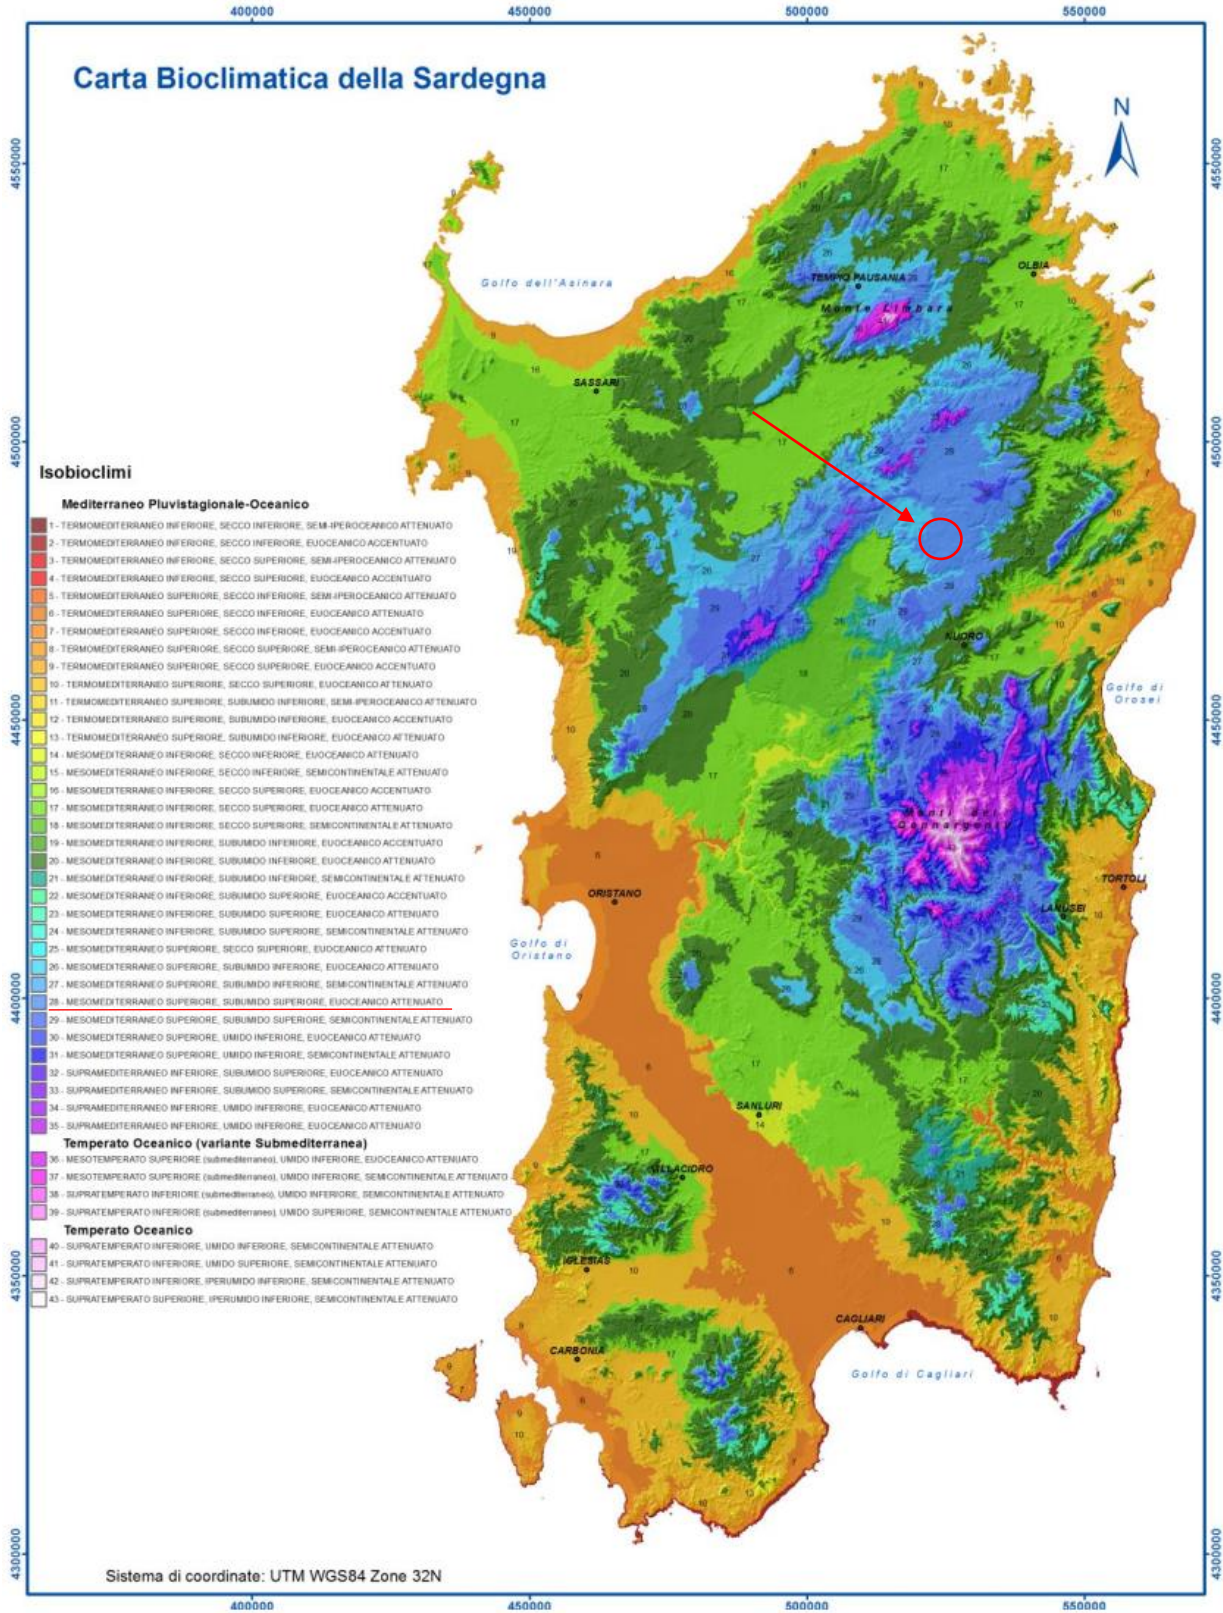 400000 450000 500000 550000
Carta Bioclimatica della Sardegna
N
4550000
4550000
Golfo dell'Asinara
TEMPIO PAUSANIA
OLBIA
Monte Limbara
SASSARI
4500000
4500000
NUORO
Golfo di
Orosei
4450000
4450000
Monti del
Gennargentu
ORISTANO
TORTOLI
LANUSEI
Golfo di
Oristano
4400000
4400000
SANLURI
VILLACIDRO
IGLESIAS
4350000
4350000
CAGLIARI
CARBONIA
Golfo di Cagliari
4300000
4300000
Isobioclimi
Mediterraneo Pluvistagionale-Oceanico
1 - TERMOMEDITERRANEO INFERIORE, SECCO INFERIORE, SEMI-IPEROCEANICO ATTENUATO
2 - TERMOMEDITERRANEO INFERIORE, SECCO INFERIORE, EUOCEANICO ACCENTUATO
3 - TERMOMEDITERRANEO INFERIORE, SECCO SUPERIORE, SEMI-IPEROCEANICO ATTENUATO
4 - TERMOMEDITERRANEO INFERIORE, SECCO SUPERIORE, EUOCEANICO ACCENTUATO
5 - TERMOMEDITERRANEO SUPERIORE, SECCO INFERIORE, SEMI-IPEROCEANICO ATTENUATO
6 - TERMOMEDITERRANEO SUPERIORE, SECCO INFERIORE, EUOCEANICO ATTENUATO
7 - TERMOMEDITERRANEO SUPERIORE, SECCO INFERIORE, EUOCEANICO ACCENTUATO
8 - TERMOMEDITERRANEO SUPERIORE, SECCO SUPERIORE, SEMI-IPEROCEANICO ATTENUATO
9 - TERMOMEDITERRANEO SUPERIORE, SECCO SUPERIORE, EUOCEANICO ACCENTUATO
10 - TERMOMEDITERRANEO SUPERIORE, SECCO SUPERIORE, EUOCEANICO ATTENUATO
11 - TERMOMEDITERRANEO SUPERIORE, SUBUMIDO INFERIORE, SEMI-IPEROCEANICO ATTENUATO
12 - TERMOMEDITERRANEO SUPERIORE, SUBUMIDO INFERIORE, EUOCEANICO ACCENTUATO
13 - TERMOMEDITERRANEO SUPERIORE, SUBUMIDO INFERIORE, EUOCEANICO ATTENUATO
14 - MESOMEDITERRANEO INFERIORE, SECCO INFERIORE, EUOCEANICO ATTENUATO
15 - MESOMEDITERRANEO INFERIORE, SECCO INFERIORE, SEMICONTINENTALE ATTENUATO
16 - MESOMEDITERRANEO INFERIORE, SECCO SUPERIORE, EUOCEANICO ACCENTUATO
17 - MESOMEDITERRANEO INFERIORE, SECCO SUPERIORE, EUOCEANICO ATTENUATO
18 - MESOMEDITERRANEO INFERIORE, SECCO SUPERIORE, SEMICONTINENTALE ATTENUATO
19 - MESOMEDITERRANEO INFERIORE, SUBUMIDO INFERIORE, EUOCEANICO ACCENTUATO
20 - MESOMEDITERRANEO INFERIORE, SUBUMIDO INFERIORE, EUOCEANICO ATTENUATO
21 - MESOMEDITERRANEO INFERIORE, SUBUMIDO INFERIORE, SEMICONTINENTALE ATTENUATO
22 - MESOMEDITERRANEO INFERIORE, SUBUMIDO SUPERIORE, EUOCEANICO ACCENTUATO
23 - MESOMEDITERRANEO INFERIORE, SUBUMIDO SUPERIORE, EUOCEANICO ATTENUATO
24 - MESOMEDITERRANEO INFERIORE, SUBUMIDO SUPERIORE, SEMICONTINENTALE ATTENUATO
25 - MESOMEDITERRANEO SUPERIORE, SECCO SUPERIORE, EUOCEANICO ATTENUATO
26 - MESOMEDITERRANEO SUPERIORE, SUBUMIDO INFERIORE, EUOCEANICO ATTENUATO
27 - MESOMEDITERRANEO SUPERIORE, SUBUMIDO INFERIORE, SEMICONTINENTALE ATTENUATO
28 - MESOMEDITERRANEO SUPERIORE, SUBUMIDO SUPERIORE, EUOCEANICO ATTENUATO
29 - MESOMEDITERRANEO SUPERIORE, SUBUMIDO SUPERIORE, SEMICONTINENTALE ATTENUATO
30 - MESOMEDITERRANEO SUPERIORE, UMIDO INFERIORE, EUOCEANICO ATTENUATO
31 - MESOMEDITERRANEO SUPERIORE, UMIDO INFERIORE, SEMICONTINENTALE ATTENUATO
32 - SUPRAMEDITERRANEO INFERIORE, SUBUMIDO SUPERIORE, EUOCEANICO ATTENUATO
33 - SUPRAMEDITERRANEO INFERIORE, SUBUMIDO SUPERIORE, SEMICONTINENTALE ATTENUATO
34 - SUPRAMEDITERRANEO INFERIORE, UMIDO INFERIORE, EUOCEANICO ATTENUATO
35 - SUPRAMEDITERRANEO INFERIORE, UMIDO INFERIORE, EUOCEANICO ATTENUATO
Temperato Oceanico (variante Submediterranea)
36 - MESOTEMPERATO SUPERIORE (submediterraneo), UMIDO INFERIORE, EUOCEANICO ATTENUATO
37 - MESOTEMPERATO SUPERIORE (submediterraneo), UMIDO INFERIORE, SEMICONTINENTALE ATTENUATO
38 - SUPRATEMPERATO INFERIORE (submediterraneo), UMIDO INFERIORE, SEMICONTINENTALE ATTENUATO
39 - SUPRATEMPERATO INFERIORE (submediterraneo), UMIDO SUPERIORE, SEMICONTINENTALE ATTENUATO
Temperato Oceanico
40 - SUPRATEMPERATO INFERIORE, UMIDO INFERIORE, SEMICONTINENTALE ATTENUATO
41 - SUPRATEMPERATO INFERIORE, UMIDO SUPERIORE, SEMICONTINENTALE ATTENUATO
42 - SUPRATEMPERATO INFERIORE, IPERUMIDO INFERIORE, SEMICONTINENTALE ATTENUATO
43 - SUPRATEMPERATO SUPERIORE, IPERUMIDO INFERIORE, SEMICONTINENTALE ATTENUATO
Sistema di coordinate: UTM WGS84 Zone 32N
400000 450000 500000 550000